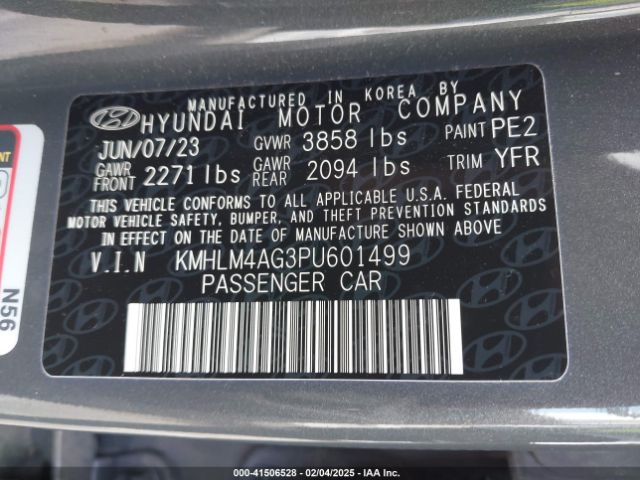 MANUFACTURED IN KOREA BY
HYUNDAI MOTOR COMPANY
JUN/07/23 GVWR 3858 lbs PAINT PE2
GAWR FRONT 2271 lbs GAWR REAR 2094 lbs TRIM YFR
THIS VEHICLE CONFORMS TO ALL APPLICABLE U.S.A. FEDERAL
MOTOR VEHICLE SAFETY, BUMPER, AND THEFT PREVENTION STANDARDS
IN EFFECT ON THE DATE OF MANUFACTURE SHOWN ABOVE
V.I.N KMHLM4AG3PU601499
PASSENGER CAR
N56
000-41506528 - 02/04/2025 - IAA Inc.